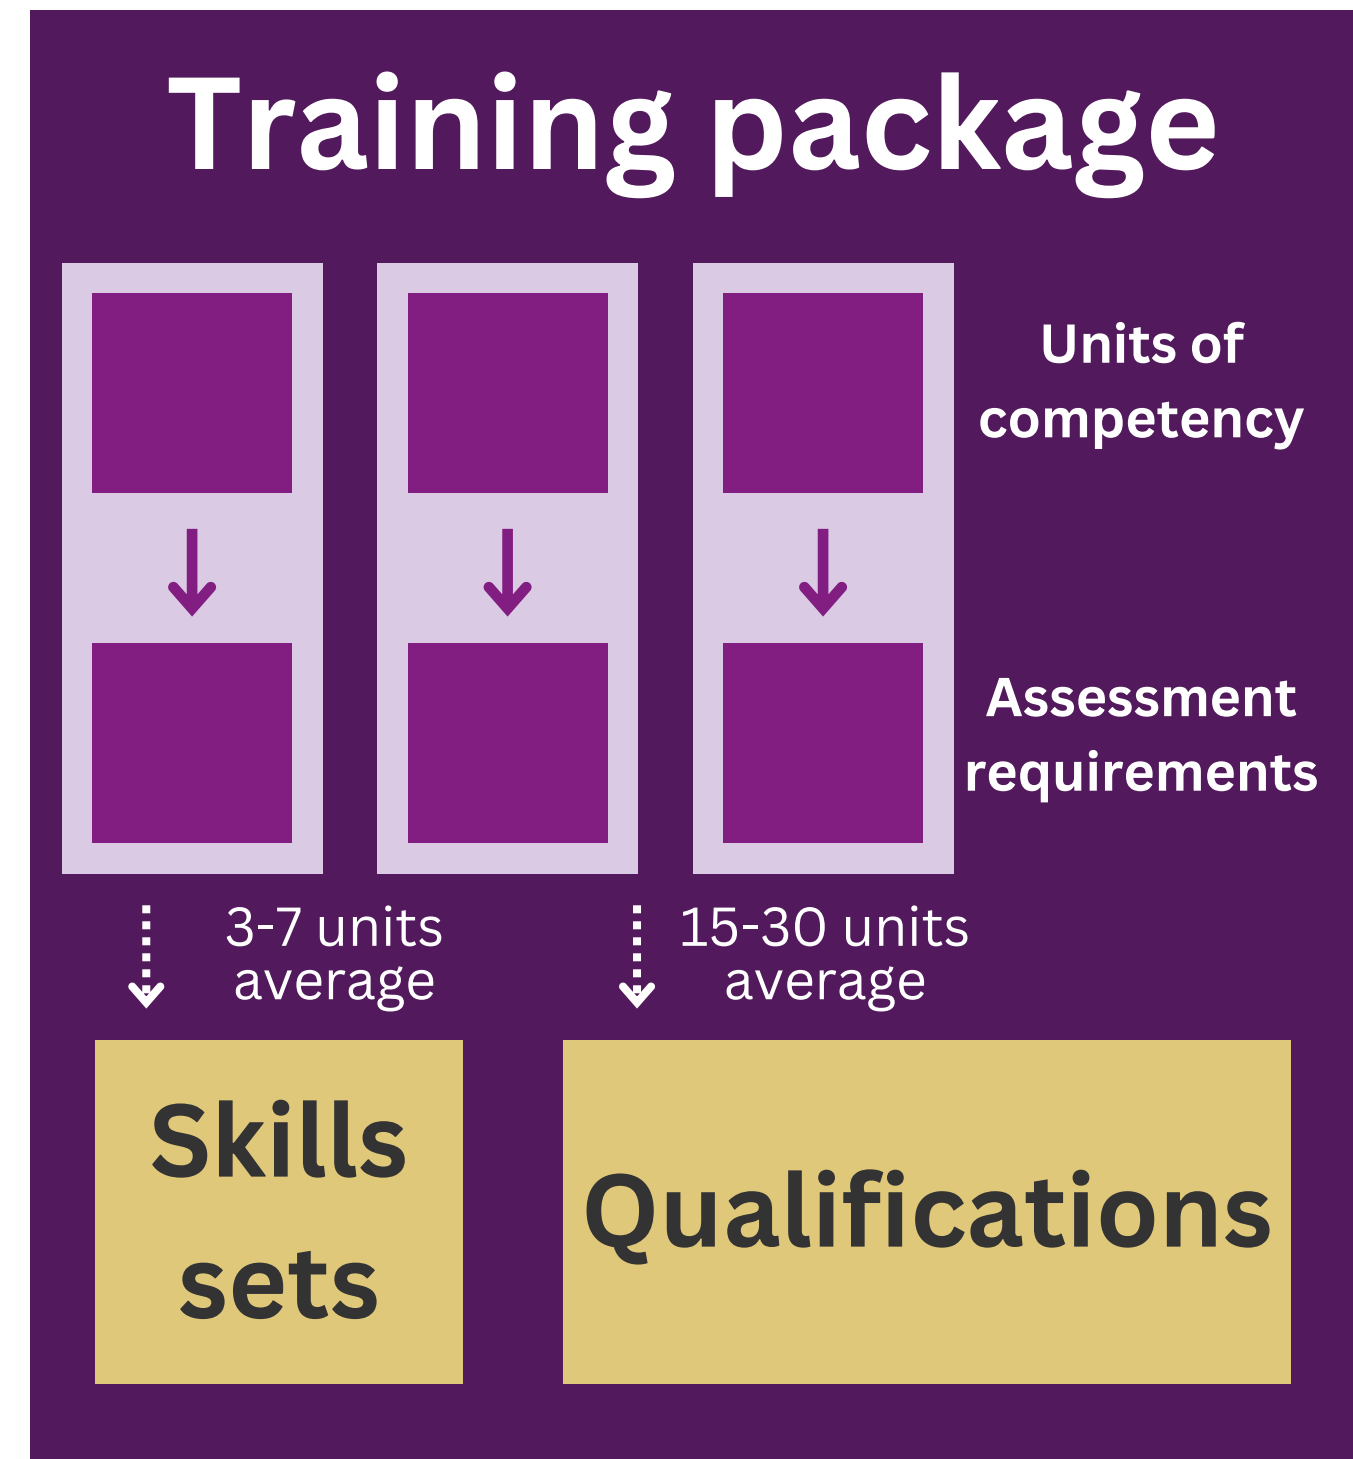 Training package
Units of
competency
Assessment
requirements
3-7 units
average
15-30 units
average
Skills
sets
Qualifications